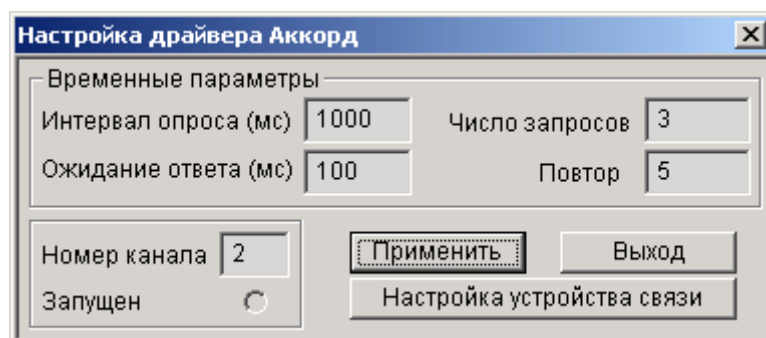 Настройка драйвера Аккорд
Временные параметры
Интервал опроса (мс) 1000 Число запросов 3
Ожидание ответа (мс) 100 Повтор 5
Номер канала 2 Применить Выход
Запущен Настройка устройства связи